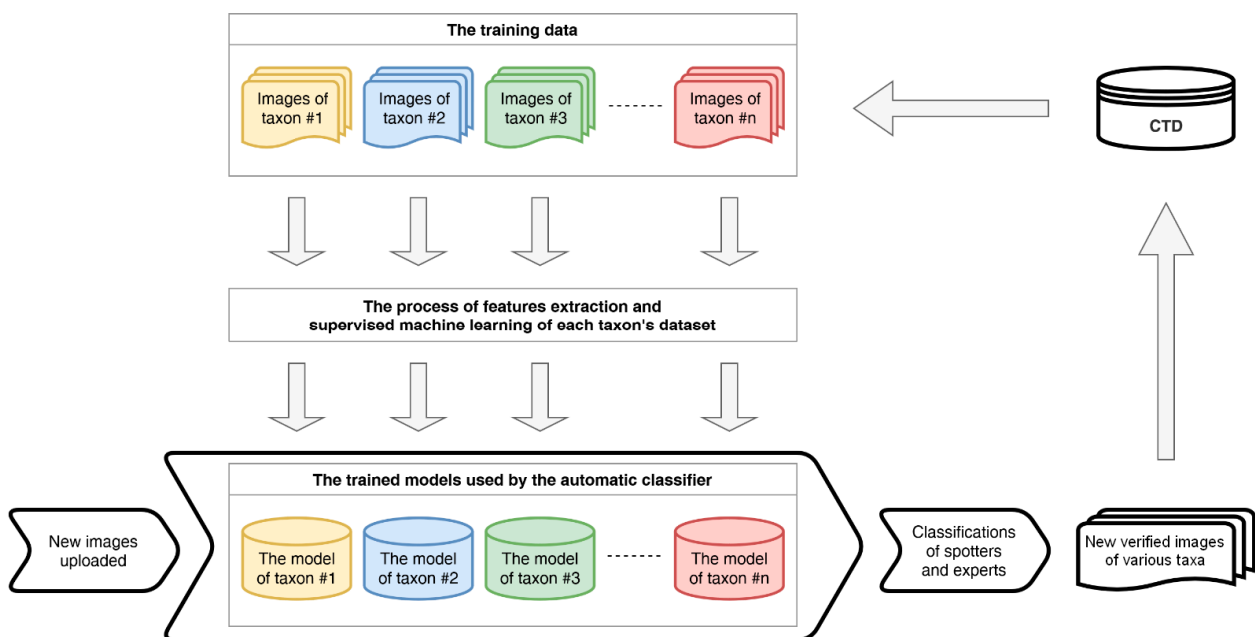 The training data
Images of
taxon #1
Images of
taxon #2
Images of
taxon #3
Images of
taxon #n
CTD
The process of features extraction and
supervised machine learning of each taxon's dataset
The trained models used by the automatic classifier
New images
uploaded
The model
of taxon #1
The model
of taxon #2
The model
of taxon #3
The model
of taxon #n
Classifications
of spotters
and experts
New verified images
of various taxa